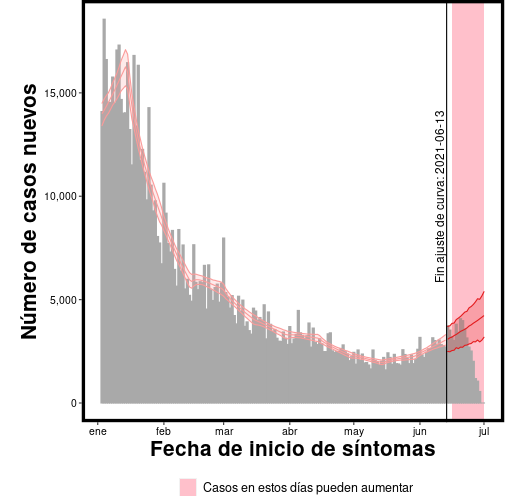 Número de casos nuevos
15,000
10,000
5,000
0
Fin ajuste de curva: 2021-06-13
ene feb mar abr may jun jul
Fecha de inicio de síntomas
Casos en estos días pueden aumentar